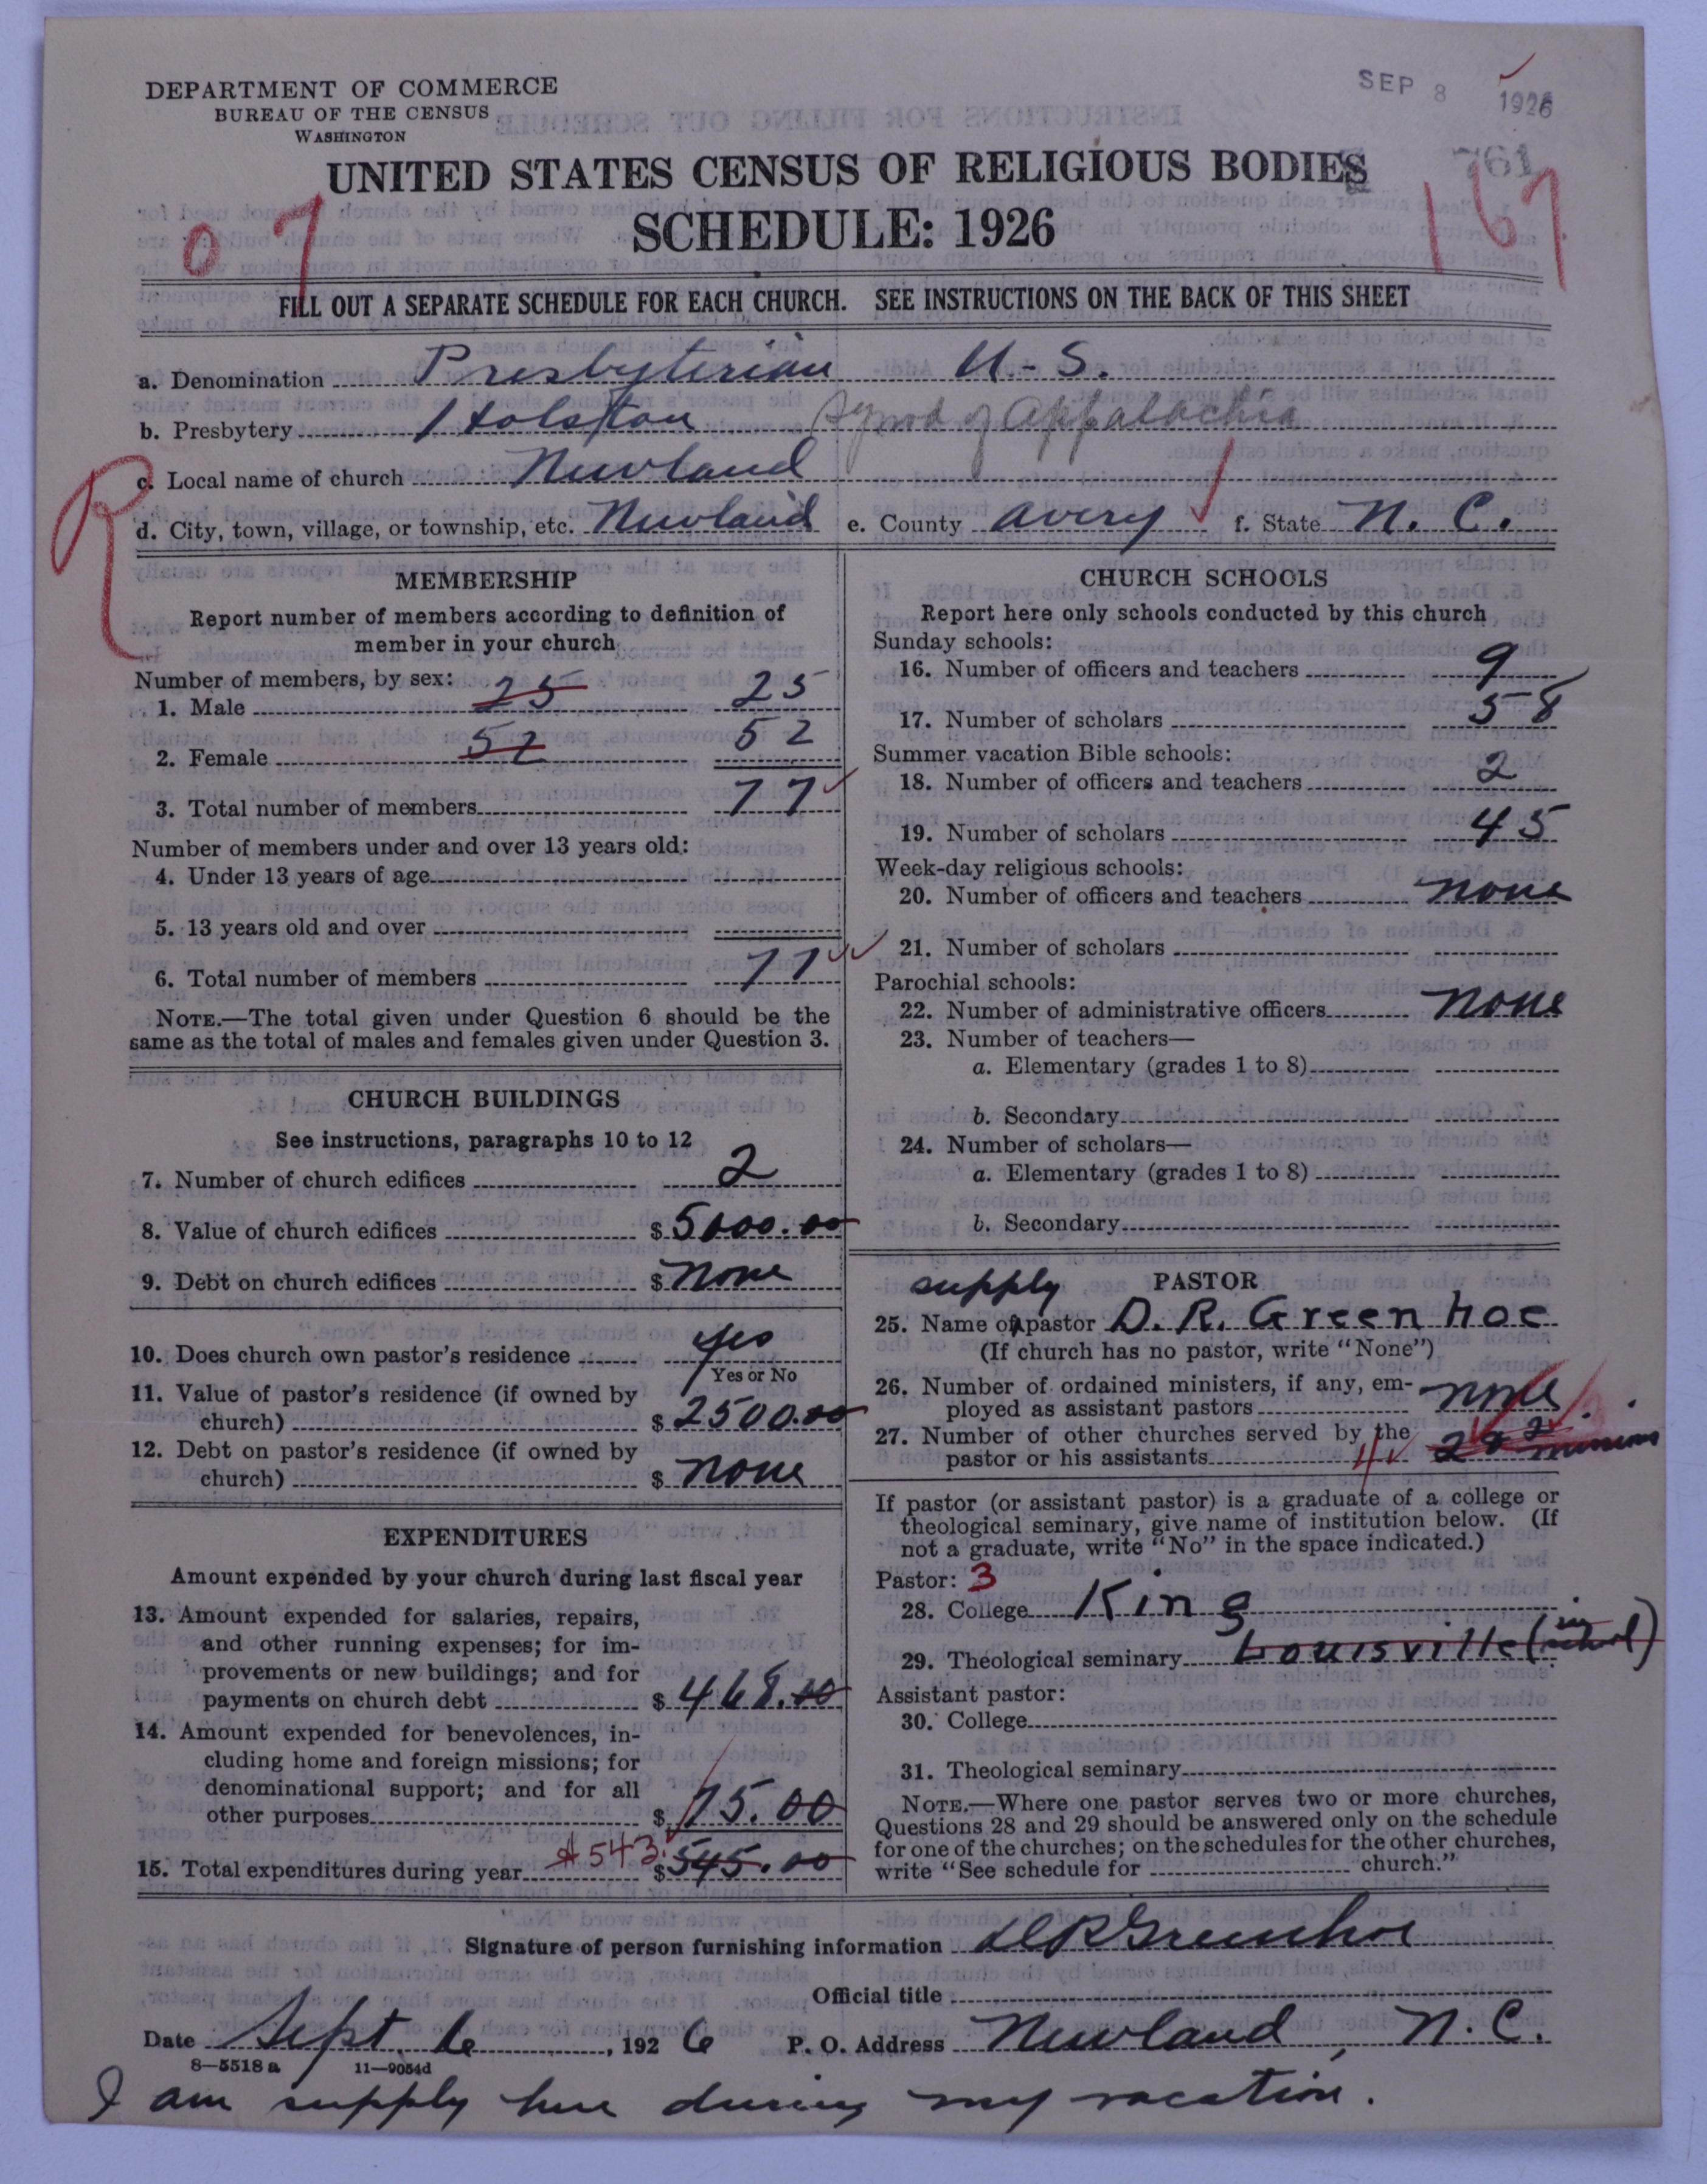 DEPARTMENT OF COMMERCE
BUREAU OF THE CENSUS
WASHINGTON
SEP 8 1926
761
UNITED STATES CENSUS OF RELIGIOUS BODIES
SCHEDULE: 1926
07
167
FILL OUT A SEPARATE SCHEDULE FOR EACH CHURCH. SEE INSTRUCTIONS ON THE BACK OF THIS SHEET
a. Denomination Presbyterian U-S.
b. Presbytery Holston Synod of Appalachia
R
c. Local name of church Newland
d. City, town, village, or township, etc. Newland e. County Avery f. State N. C.
MEMBERSHIP
Report number of members according to definition of
member in your church
Number of members, by sex:
1. Male 25 25
2. Female 52 52
3. Total number of members 77
Number of members under and over 13 years old:
4. Under 13 years of age
5. 13 years old and over
6. Total number of members 77
NOTE.—The total given under Question 6 should be the
same as the total of males and females given under Question 3.
CHURCH BUILDINGS
See instructions, paragraphs 10 to 12
7. Number of church edifices 2
8. Value of church edifices $5000.00
9. Debt on church edifices $none
10. Does church own pastor's residence yes
Yes or No
11. Value of pastor's residence (if owned by
church) $2500.00
12. Debt on pastor's residence (if owned by
church) $none
EXPENDITURES
Amount expended by your church during last fiscal year
13. Amount expended for salaries, repairs,
and other running expenses; for im-
provements or new buildings; and for
payments on church debt $468.00
14. Amount expended for benevolences, in-
cluding home and foreign missions; for
denominational support; and for all
other purposes $75.00
15. Total expenditures during year $543. $545.00
CHURCH SCHOOLS
Report here only schools conducted by this church
Sunday schools:
16. Number of officers and teachers 9
17. Number of scholars 58
Summer vacation Bible schools:
18. Number of officers and teachers 2
19. Number of scholars 45
Week-day religious schools:
20. Number of officers and teachers none
21. Number of scholars
Parochial schools:
22. Number of administrative officers none
23. Number of teachers—
a. Elementary (grades 1 to 8)
b. Secondary
24. Number of scholars—
a. Elementary (grades 1 to 8)
b. Secondary
supply PASTOR
25. Name of pastor D. R. Greenhoe
(If church has no pastor, write "None")
26. Number of ordained ministers, if any, em-
ployed as assistant pastors none
27. Number of other churches served by the
pastor or his assistants 4 2 & 2 missions
If pastor (or assistant pastor) is a graduate of a college or
theological seminary, give name of institution below. (If
not a graduate, write "No" in the space indicated.)
Pastor: 3
28. College King
29. Theological seminary Louisville (in school)
Assistant pastor:
30. College
31. Theological seminary
NOTE.—Where one pastor serves two or more churches,
Questions 28 and 29 should be answered only on the schedule
for one of the churches; on the schedules for the other churches,
write "See schedule for church."
Signature of person furnishing information D R Greenhoe
Official title
Date Sept 6, 1926 P. O. Address Newland, N. C.
8—5518 a 11—9054d
I am supply here during my vacation.